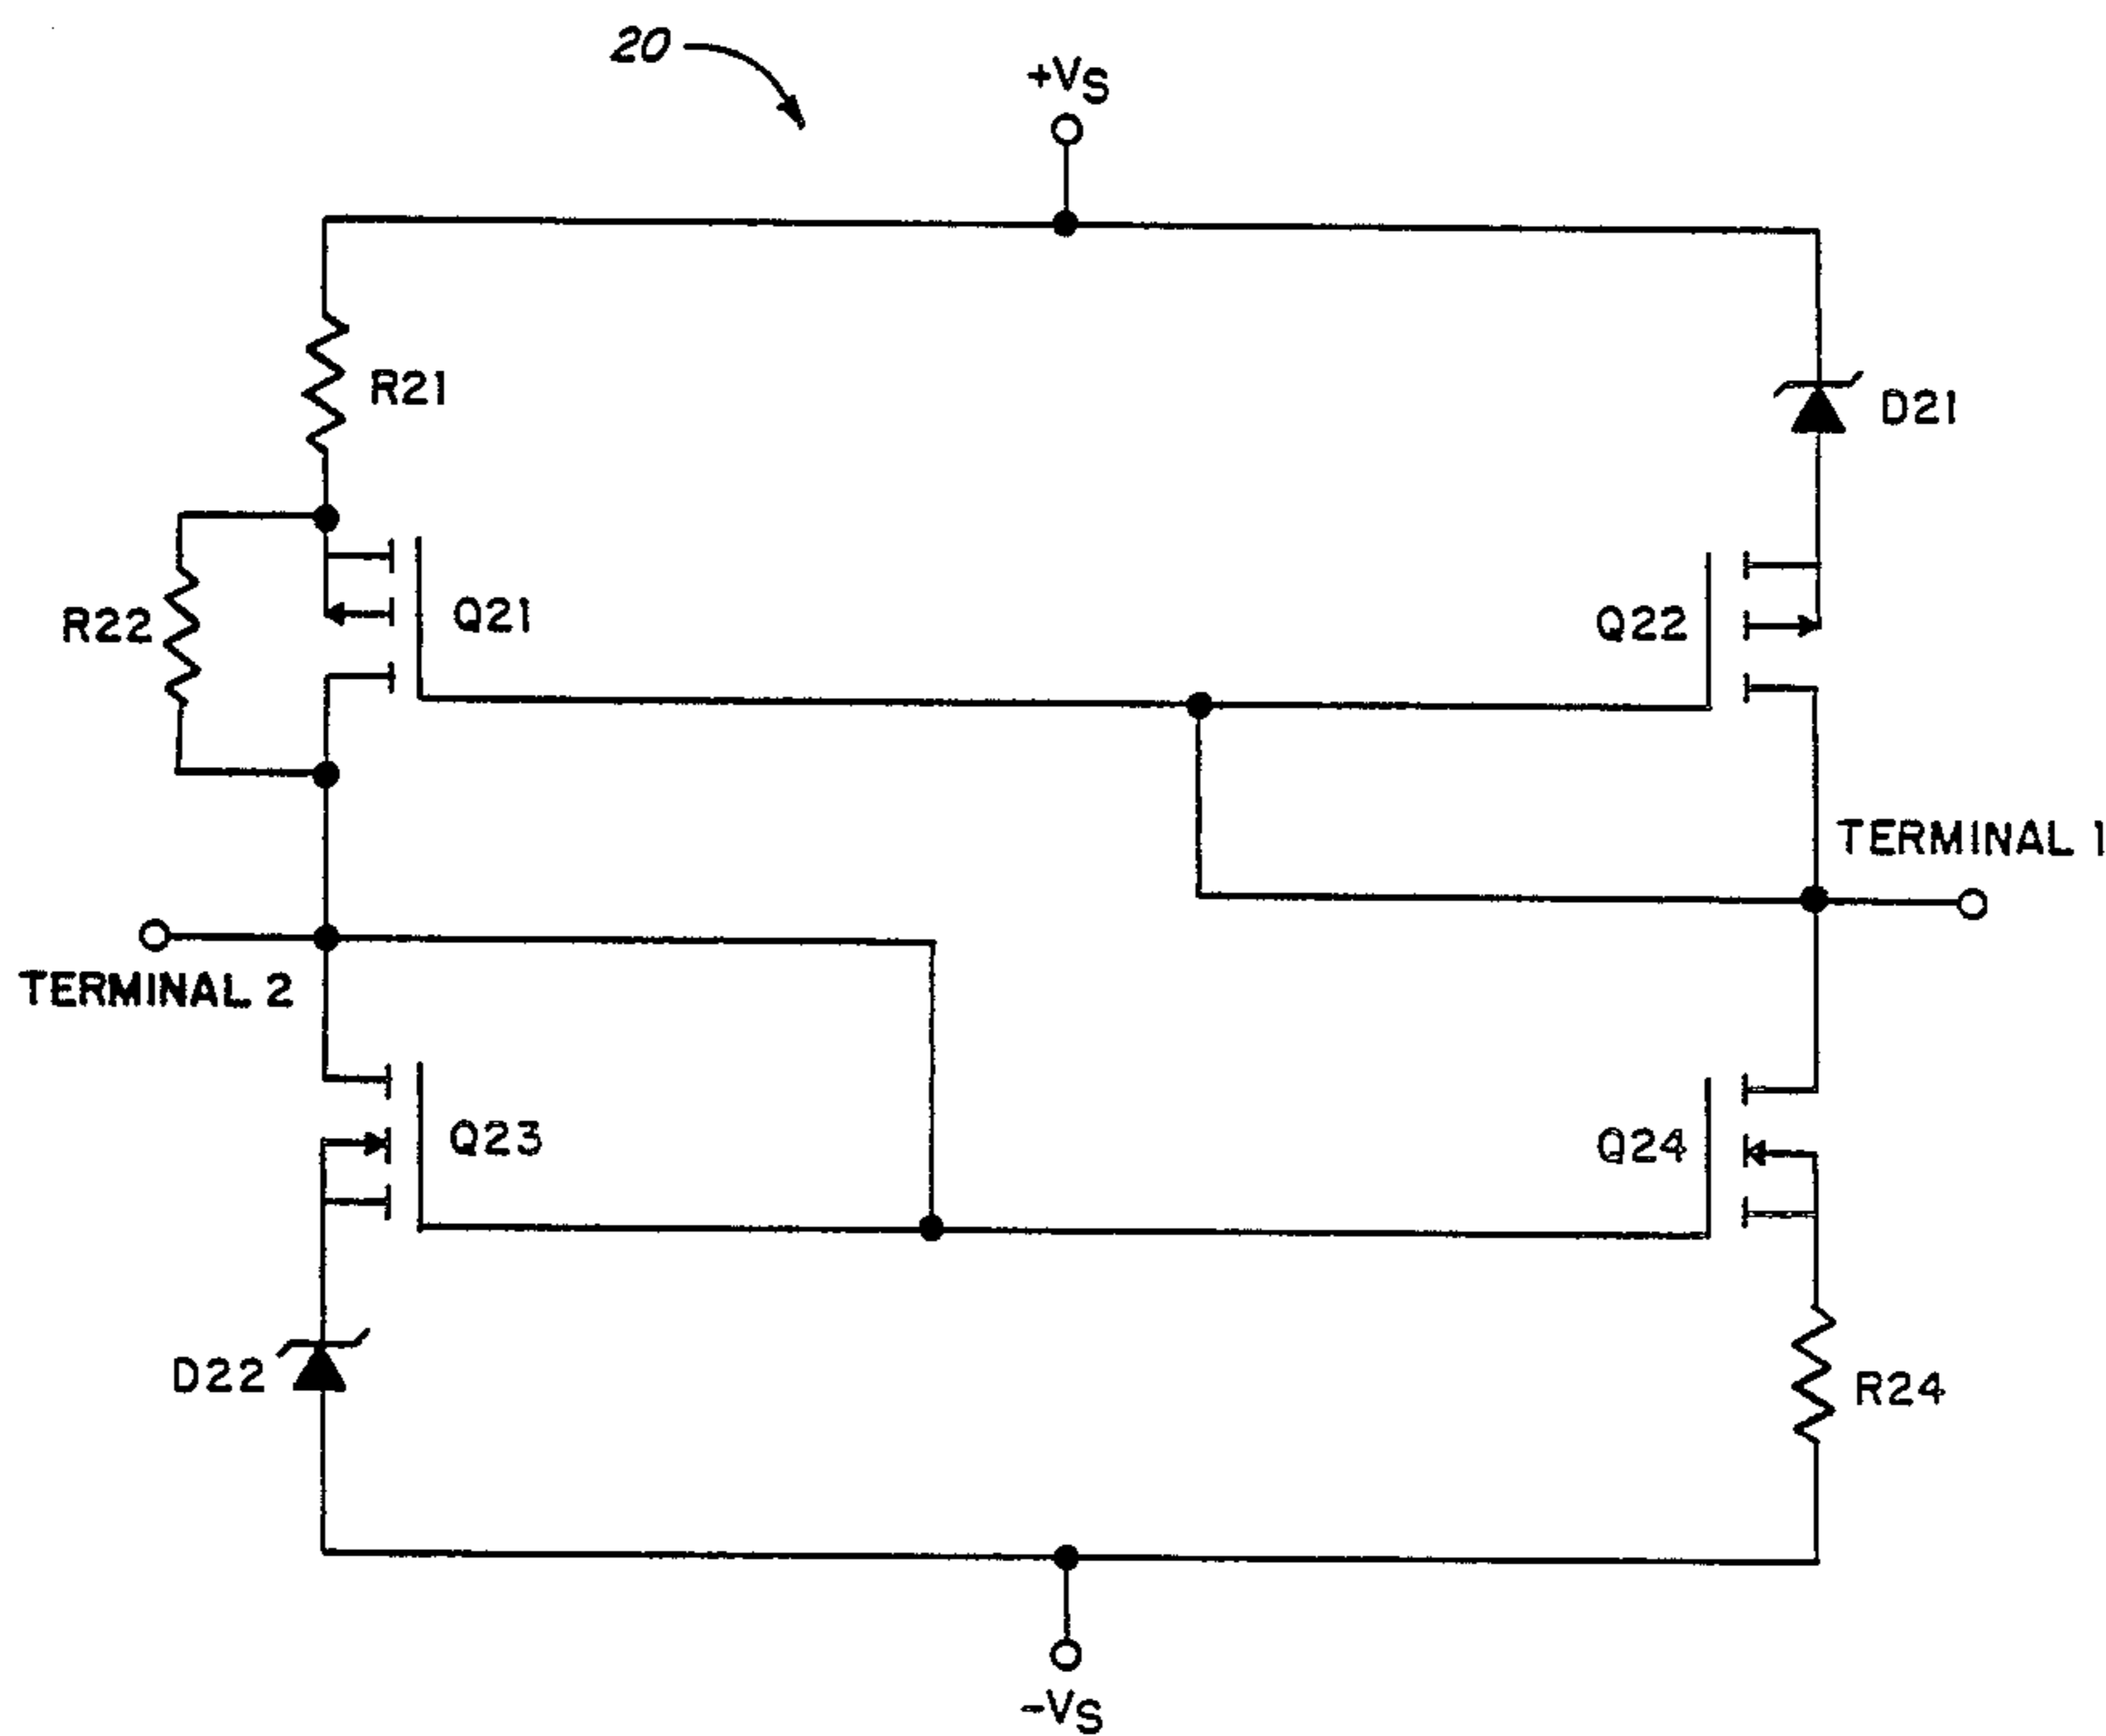 20
+VS
R21
D21
R22
Q21
Q22
TERMINAL 1
TERMINAL 2
Q23
Q24
D22
R24
-VS